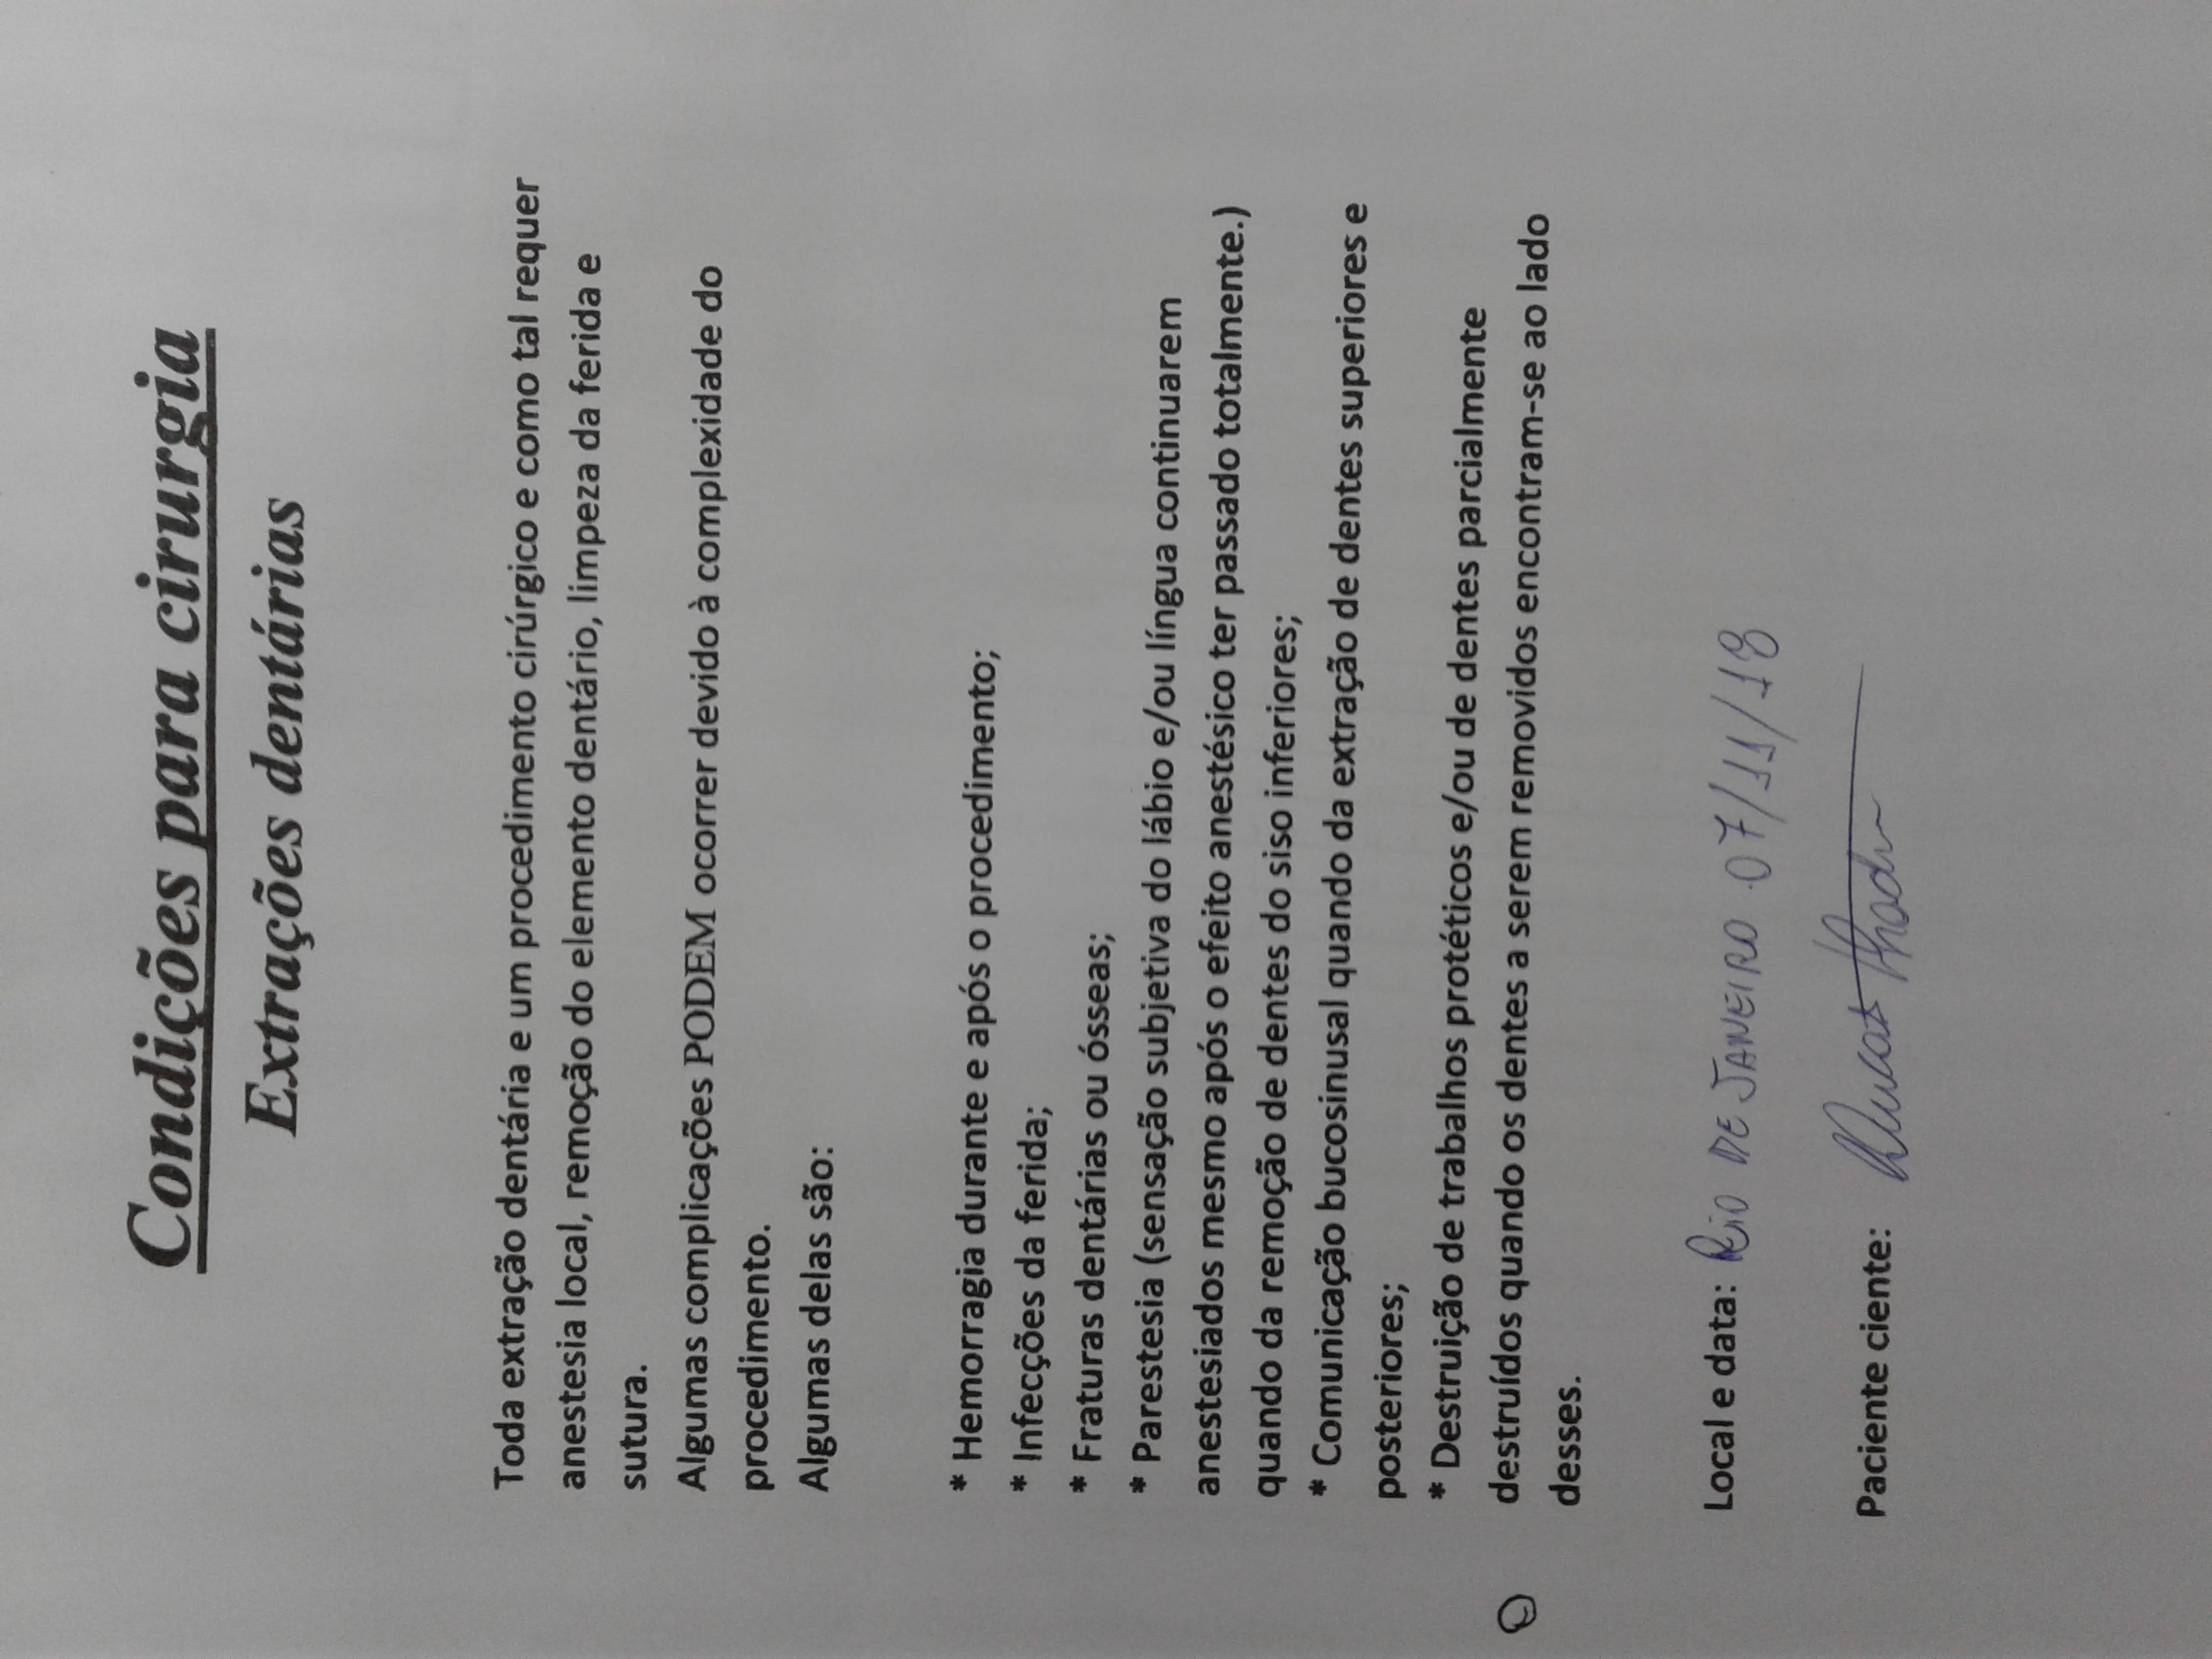 Condições para cirurgia
Extrações dentárias
Toda extração dentária e um procedimento cirúrgico e como tal requer
anestesia local, remoção do elemento dentário, limpeza da ferida e
sutura.
Algumas complicações PODEM ocorrer devido à complexidade do
procedimento.
Algumas delas são:
* Hemorragia durante e após o procedimento;
* Infecções da ferida;
* Fraturas dentárias ou ósseas;
* Parestesia (sensação subjetiva do lábio e/ou língua continuarem
anestesiados mesmo após o efeito anestésico ter passado totalmente.)
quando da remoção de dentes do siso inferiores;
* Comunicação bucosinusal quando da extração de dentes superiores e
posteriores;
* Destruição de trabalhos protéticos e/ou de dentes parcialmente
destruídos quando os dentes a serem removidos encontram-se ao lado
desses.
Local e data: RIO DE JANEIRO 07/11/18
Paciente ciente: